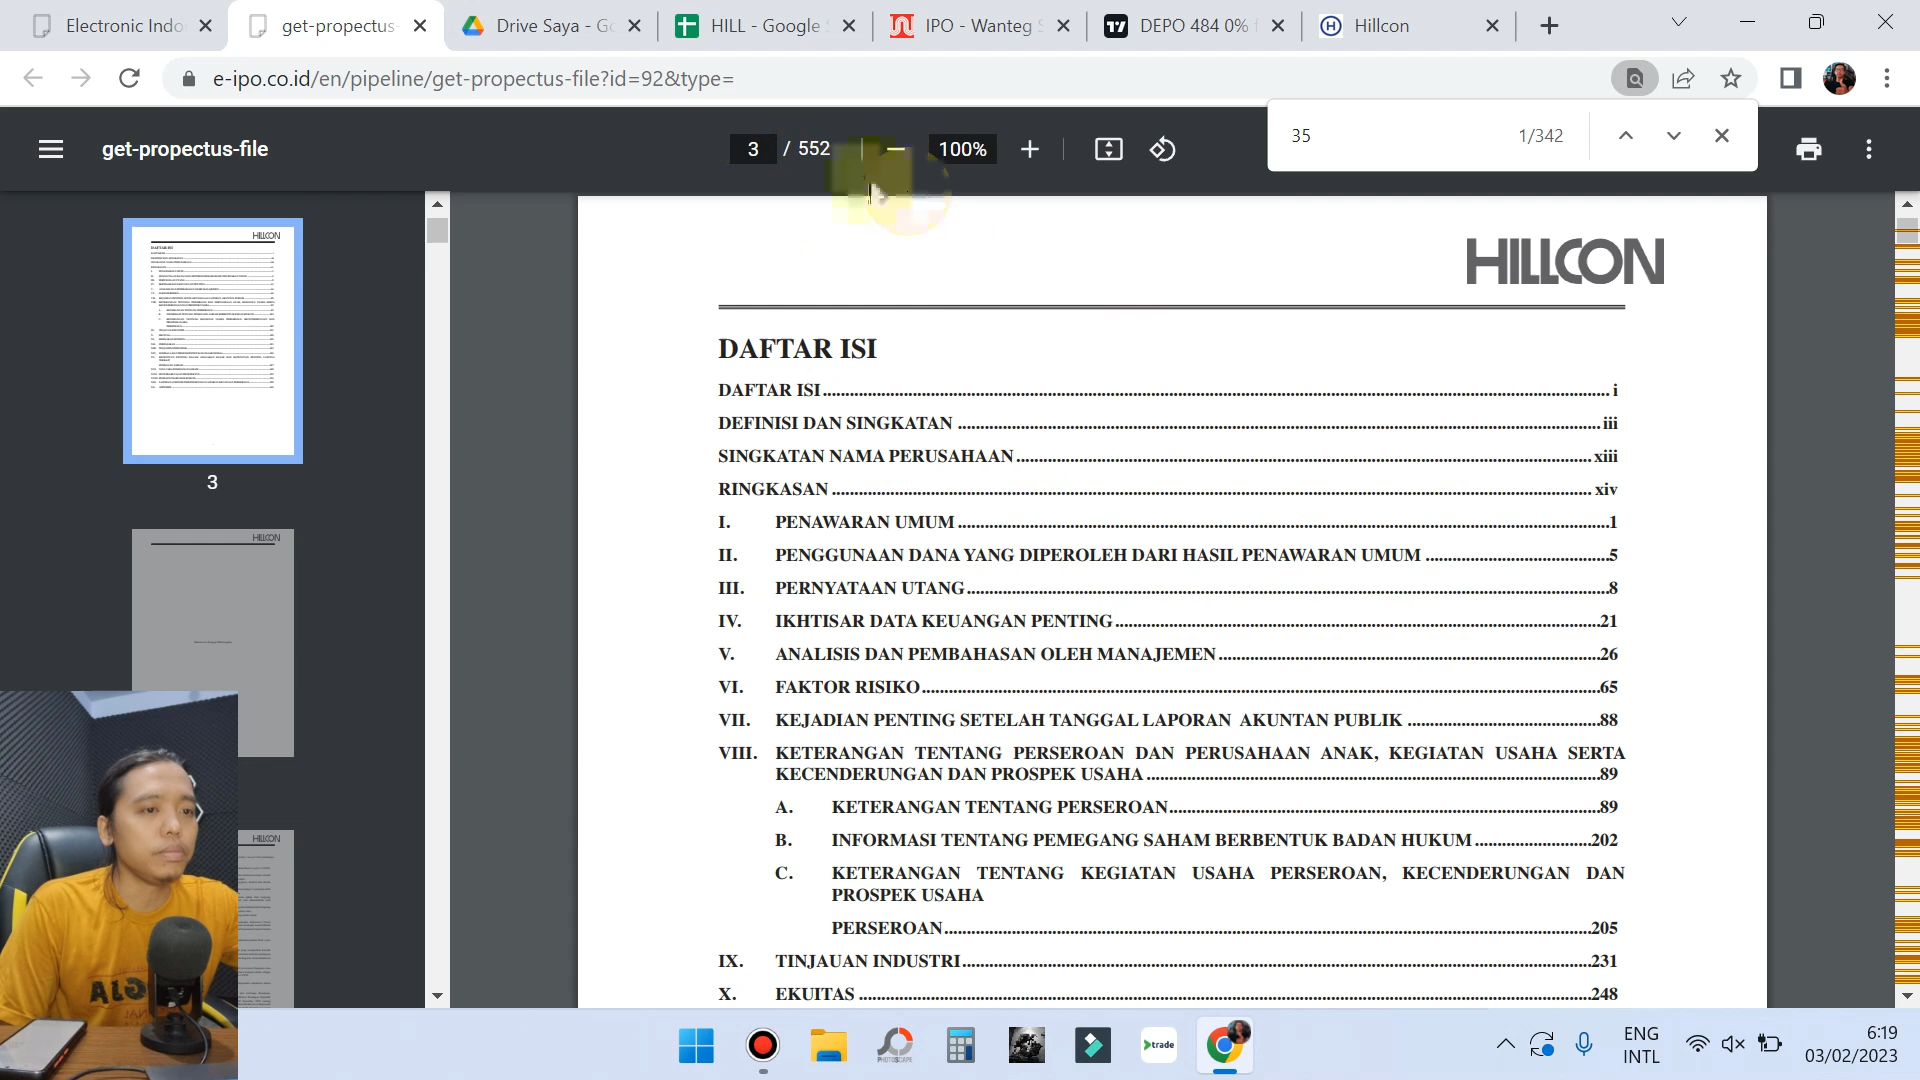 Electronic Indo
get-propectus-
Drive Saya - Go
HILL - Google S
IPO - Wanteg S
DEPO 484 0%
Hillcon
e-ipo.co.id/en/pipeline/get-propectus-file?id=92&type=
35
1/342
get-propectus-file
3 / 552
100%
HILLCON
3
HILLCON
HILLCON
HILLCON
DAFTAR ISI
DAFTAR ISI i
DEFINISI DAN SINGKATAN iii
SINGKATAN NAMA PERUSAHAAN xiii
RINGKASAN xiv
I. PENAWARAN UMUM 1
II. PENGGUNAAN DANA YANG DIPEROLEH DARI HASIL PENAWARAN UMUM 5
III. PERNYATAAN UTANG 8
IV. IKHTISAR DATA KEUANGAN PENTING 21
V. ANALISIS DAN PEMBAHASAN OLEH MANAJEMEN 26
VI. FAKTOR RISIKO 65
VII. KEJADIAN PENTING SETELAH TANGGAL LAPORAN AKUNTAN PUBLIK 88
VIII. KETERANGAN TENTANG PERSEROAN DAN PERUSAHAAN ANAK, KEGIATAN USAHA SERTA
KECENDERUNGAN DAN PROSPEK USAHA 89
A. KETERANGAN TENTANG PERSEROAN 89
B. INFORMASI TENTANG PEMEGANG SAHAM BERBENTUK BADAN HUKUM 202
C. KETERANGAN TENTANG KEGIATAN USAHA PERSEROAN, KECENDERUNGAN DAN
PROSPEK USAHA
PERSEROAN 205
IX. TINJAUAN INDUSTRI 231
X. EKUITAS 248
PHOTOSCAPE
trade
ENG
INTL
6:19
03/02/2023